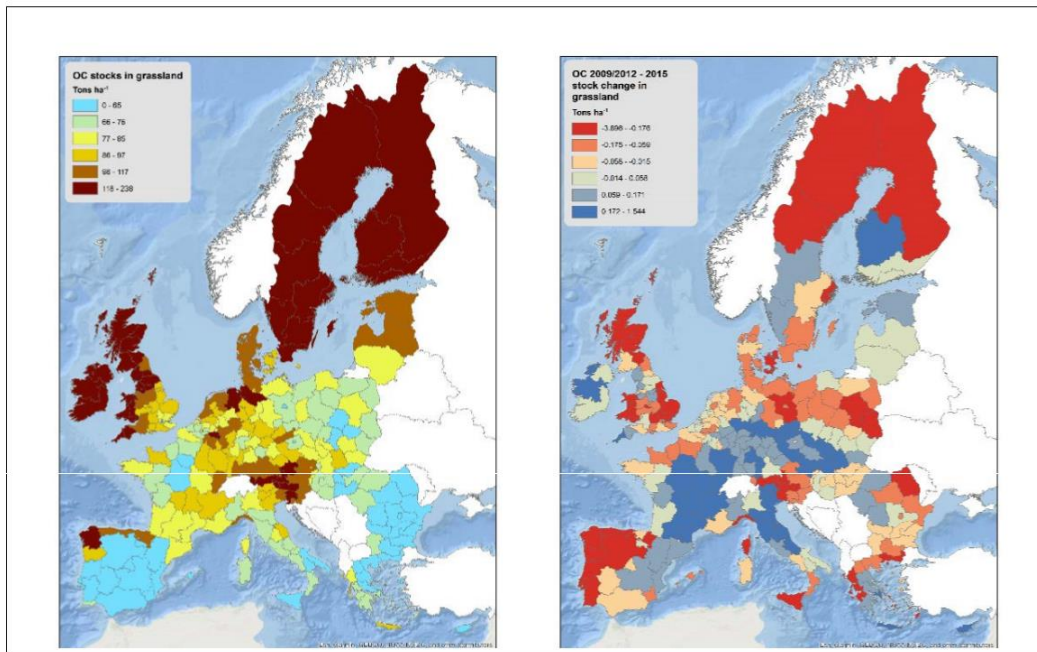 OC stocks in grassland
Tons ha⁻¹
0 - 65
66 - 76
77 - 85
86 - 97
98 - 117
118 - 238
OC 2009/2012 - 2015
stock change in
grassland
Tons ha⁻¹
-3.896 - -0.176
-0.175 - -0.059
-0.055 - -0.015
-0.014 - 0.058
0.059 - 0.171
0.172 - 1.544